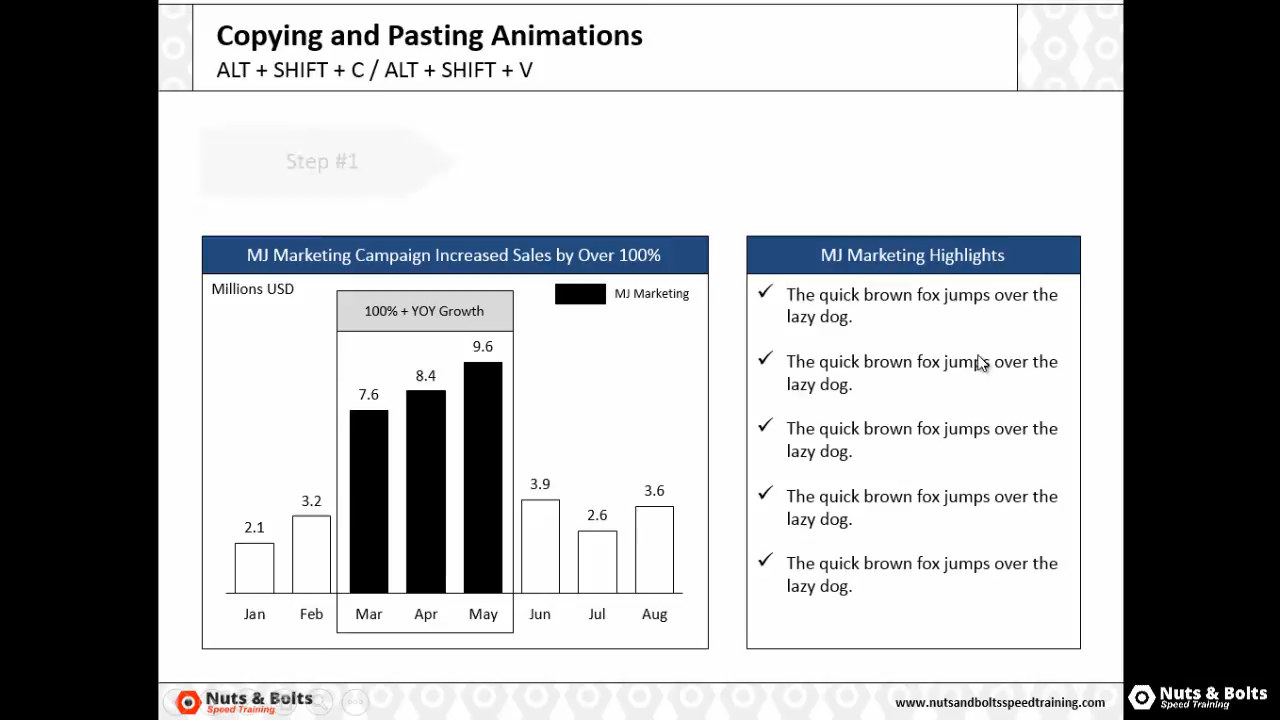 Copying and Pasting Animations
ALT + SHIFT + C / ALT + SHIFT + V
Step #1
MJ Marketing Campaign Increased Sales by Over 100%
Millions USD
MJ Marketing
100% + YOY Growth
9.6
8.4
7.6
3.9
3.6
3.2
2.6
2.1
Jan Feb Mar Apr May Jun Jul Aug
MJ Marketing Highlights
✓ The quick brown fox jumps over the
lazy dog.
✓ The quick brown fox jumps over the
lazy dog.
✓ The quick brown fox jumps over the
lazy dog.
✓ The quick brown fox jumps over the
lazy dog.
✓ The quick brown fox jumps over the
lazy dog.
Nuts & Bolts
Speed Training
www.nutsandboltsspeedtraining.com
Nuts & Bolts
Speed Training